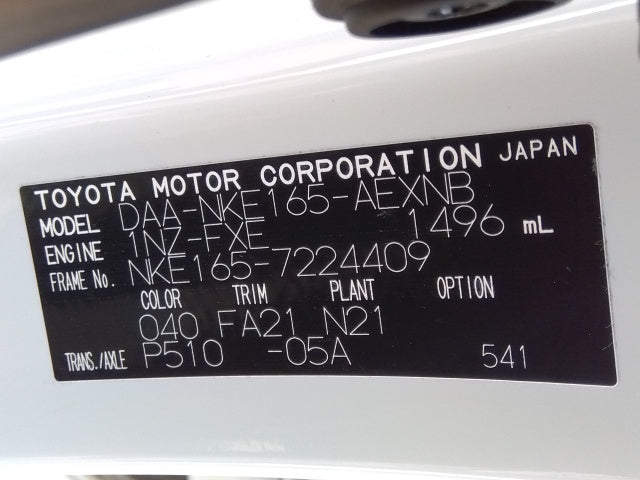 TOYOTA MOTOR CORPORATION JAPAN
MODEL DAA-NKE165-AEXNB
ENGINE 1NZ-FXE 1496 mL
FRAME No. NKE165-7224409
COLOR TRIM PLANT OPTION
040 FA21 N21
TRANS./AXLE P510 -05A 541